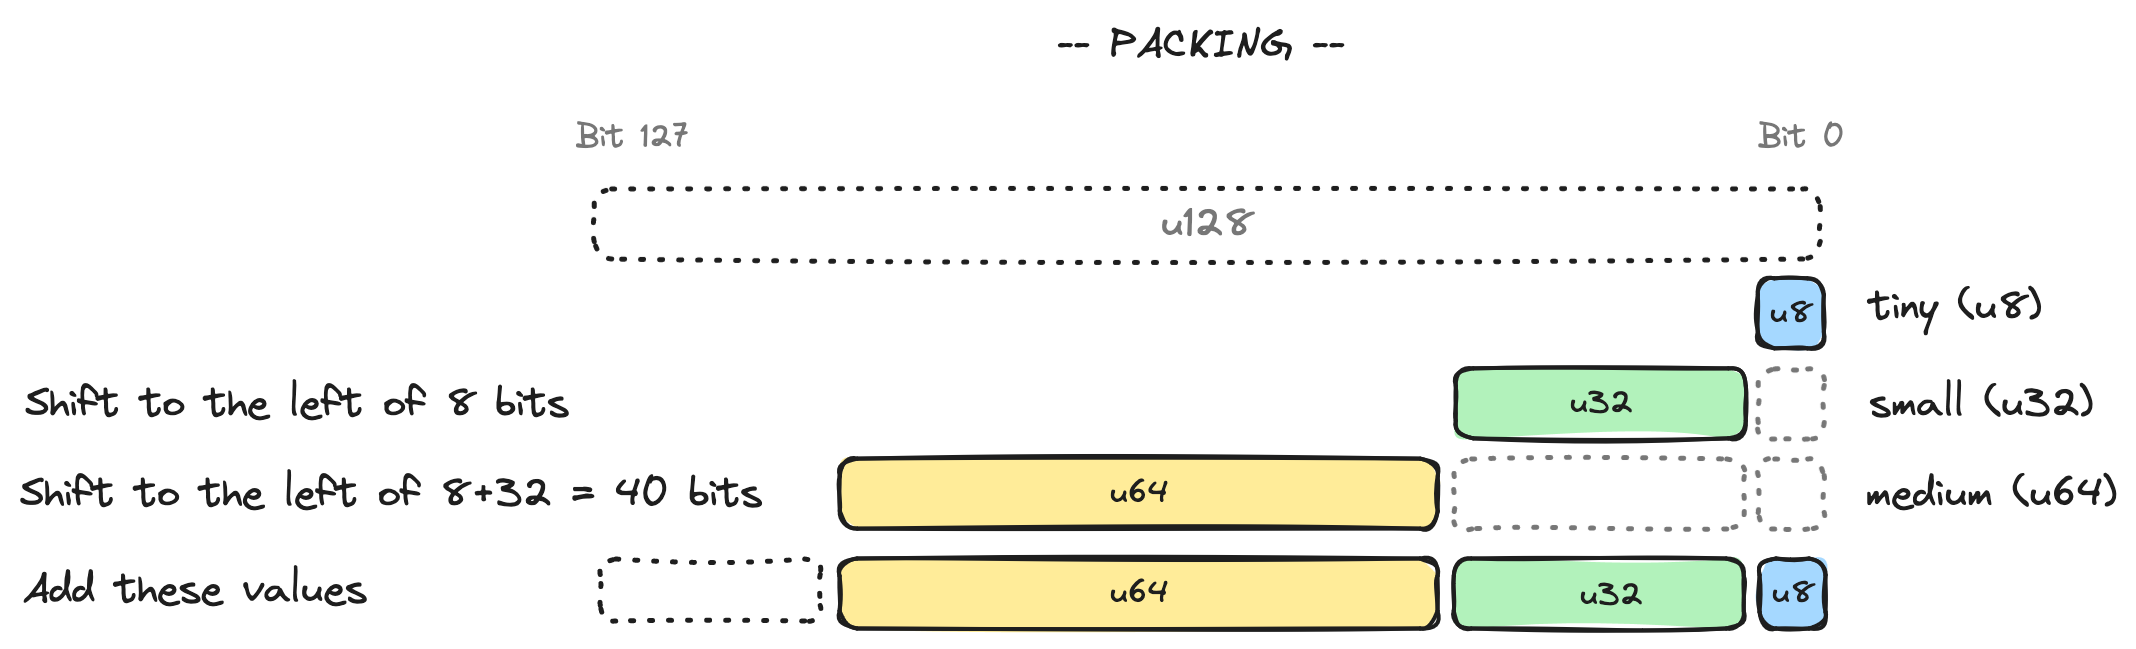 -- PACKING --
Bit 127 Bit 0
u128
u8 tiny (u8)
Shift to the left of 8 bits u32 small (u32)
Shift to the left of 8+32 = 40 bits u64 medium (u64)
Add these values u64 u32 u8